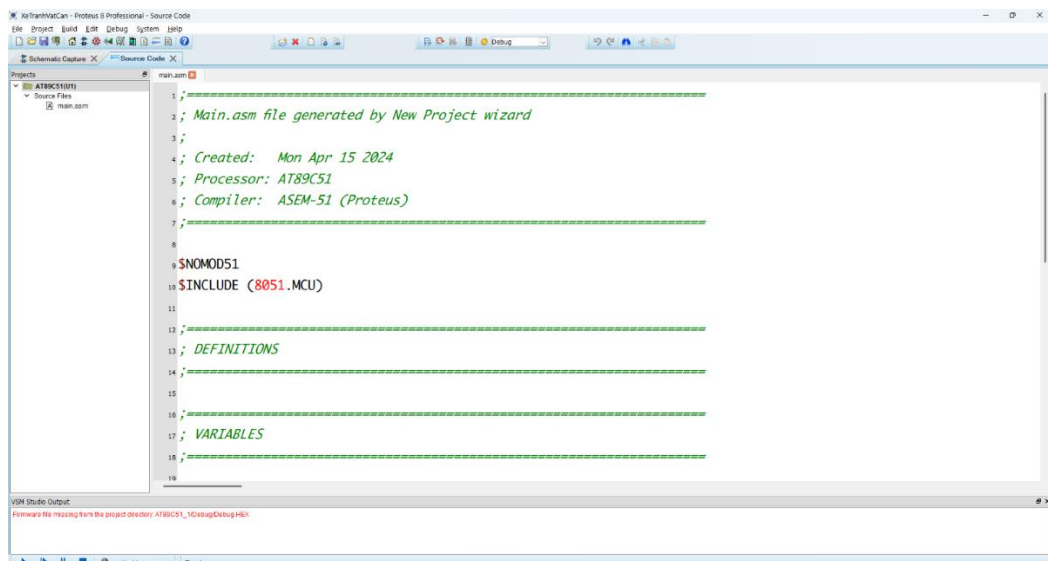 XeTranhVatCan - Proteus 8 Professional - Source Code
File Project Build Edit Debug System Help
Debug
Schematic Capture X Source Code X
Projects
main.asm
AT89C51(U1)
Source Files
main.asm
1 ;====================================================================
2 ; Main.asm file generated by New Project wizard
3 ;
4 ; Created: Mon Apr 15 2024
5 ; Processor: AT89C51
6 ; Compiler: ASEM-51 (Proteus)
7 ;====================================================================
8
9 $NOMOD51
10 $INCLUDE (8051.MCU)
11
12 ;====================================================================
13 ; DEFINITIONS
14 ;====================================================================
15
16 ;====================================================================
17 ; VARIABLES
18 ;====================================================================
19
VSM Studio Output
Firmware file missing from the project directory: AT89C51_1/Debug/Debug.HEX